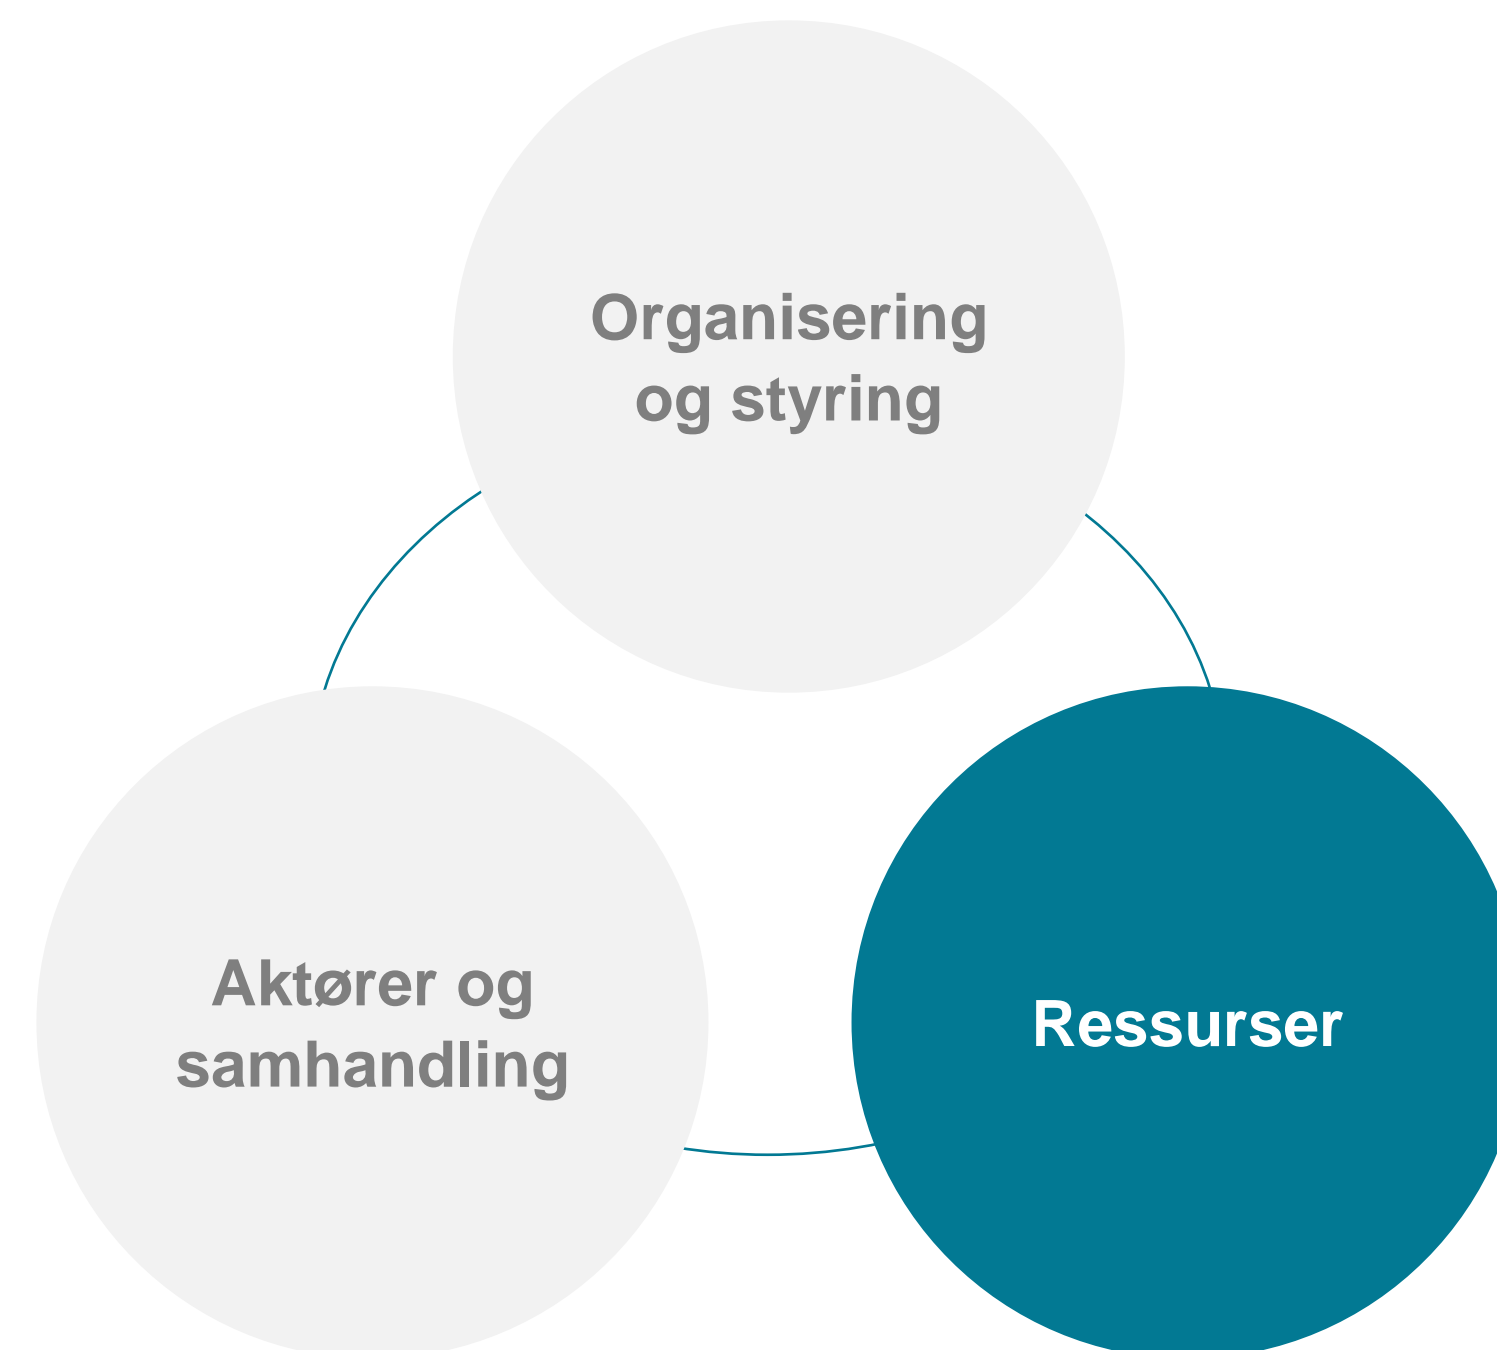 Organisering
og styring
Aktører og
samhandling
Ressurser